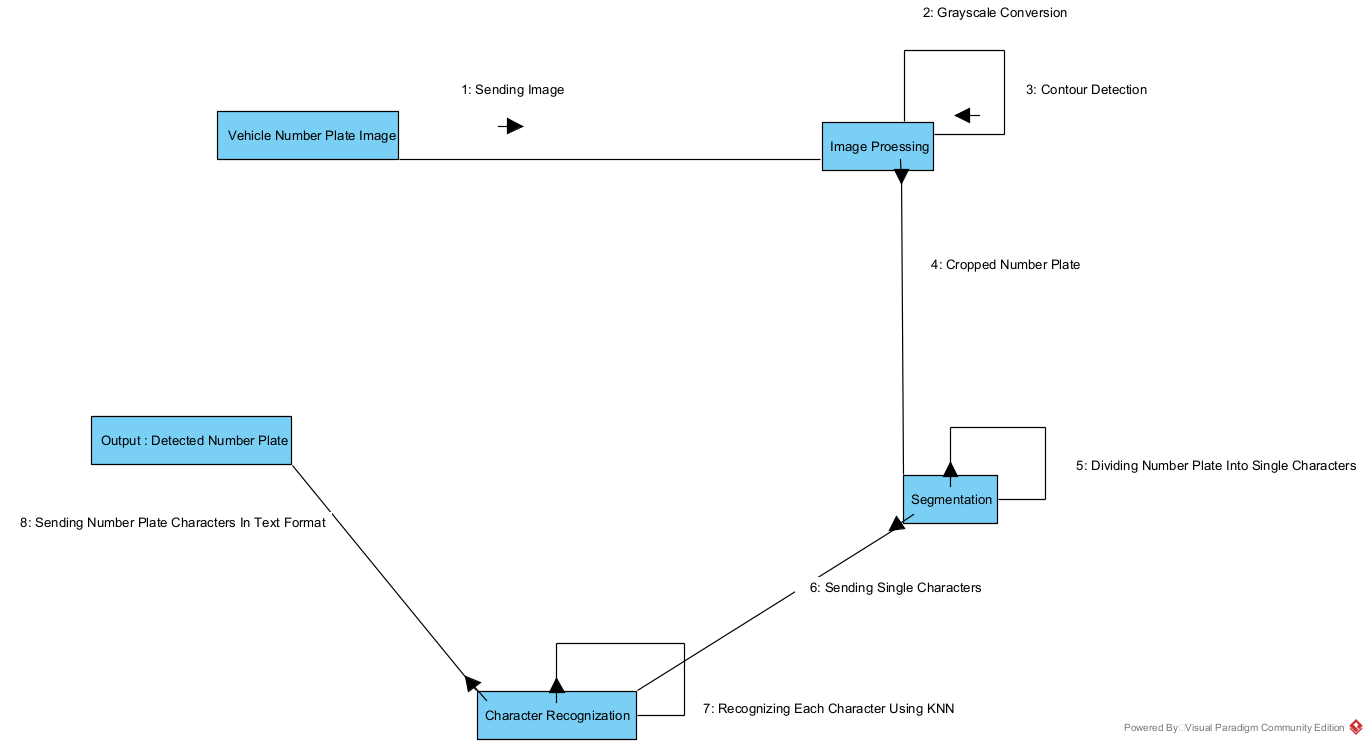 2: Grayscale Conversion
1: Sending Image
3: Contour Detection
Vehicle Number Plate Image
Image Proessing
4: Cropped Number Plate
Output : Detected Number Plate
5: Dividing Number Plate Into Single Characters
Segmentation
8: Sending Number Plate Characters In Text Format
6: Sending Single Characters
7: Recognizing Each Character Using KNN
Character Recognization
Powered By Visual Paradigm Community Edition